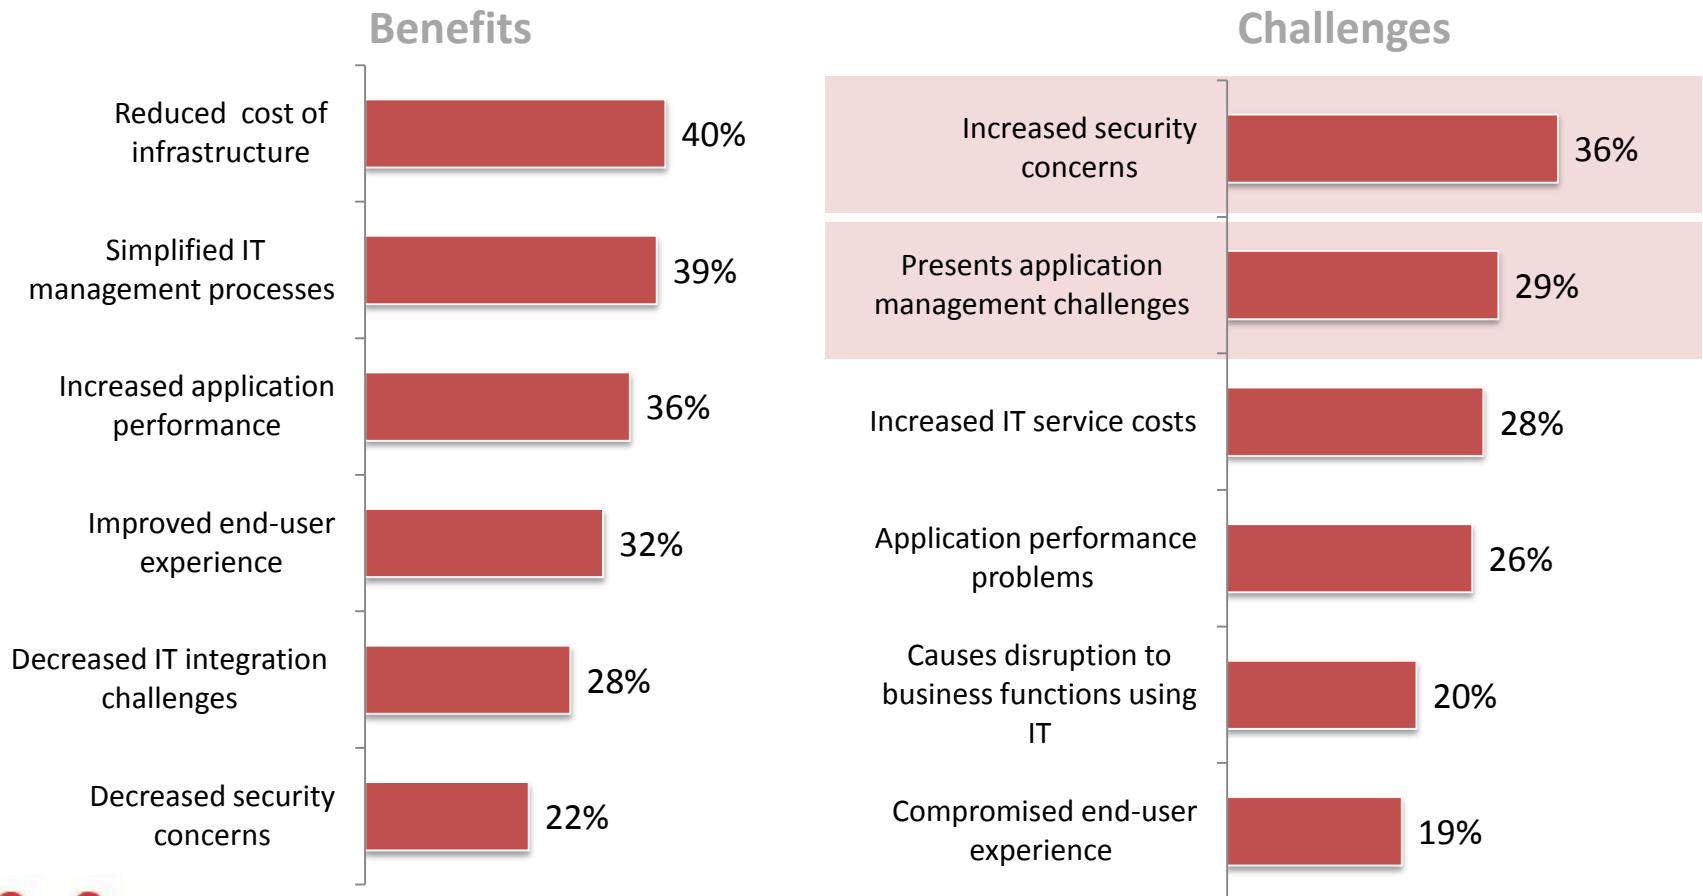 Benefits
Reduced cost of
infrastructure
40%
Simplified IT
management processes
39%
Increased application
performance
36%
Improved end-user
experience
32%
Decreased IT integration
challenges
28%
Decreased security
concerns
22%
Challenges
Increased security
concerns
36%
Presents application
management challenges
29%
Increased IT service costs
28%
Application performance
problems
26%
Causes disruption to
business functions using
IT
20%
Compromised end-user
experience
19%